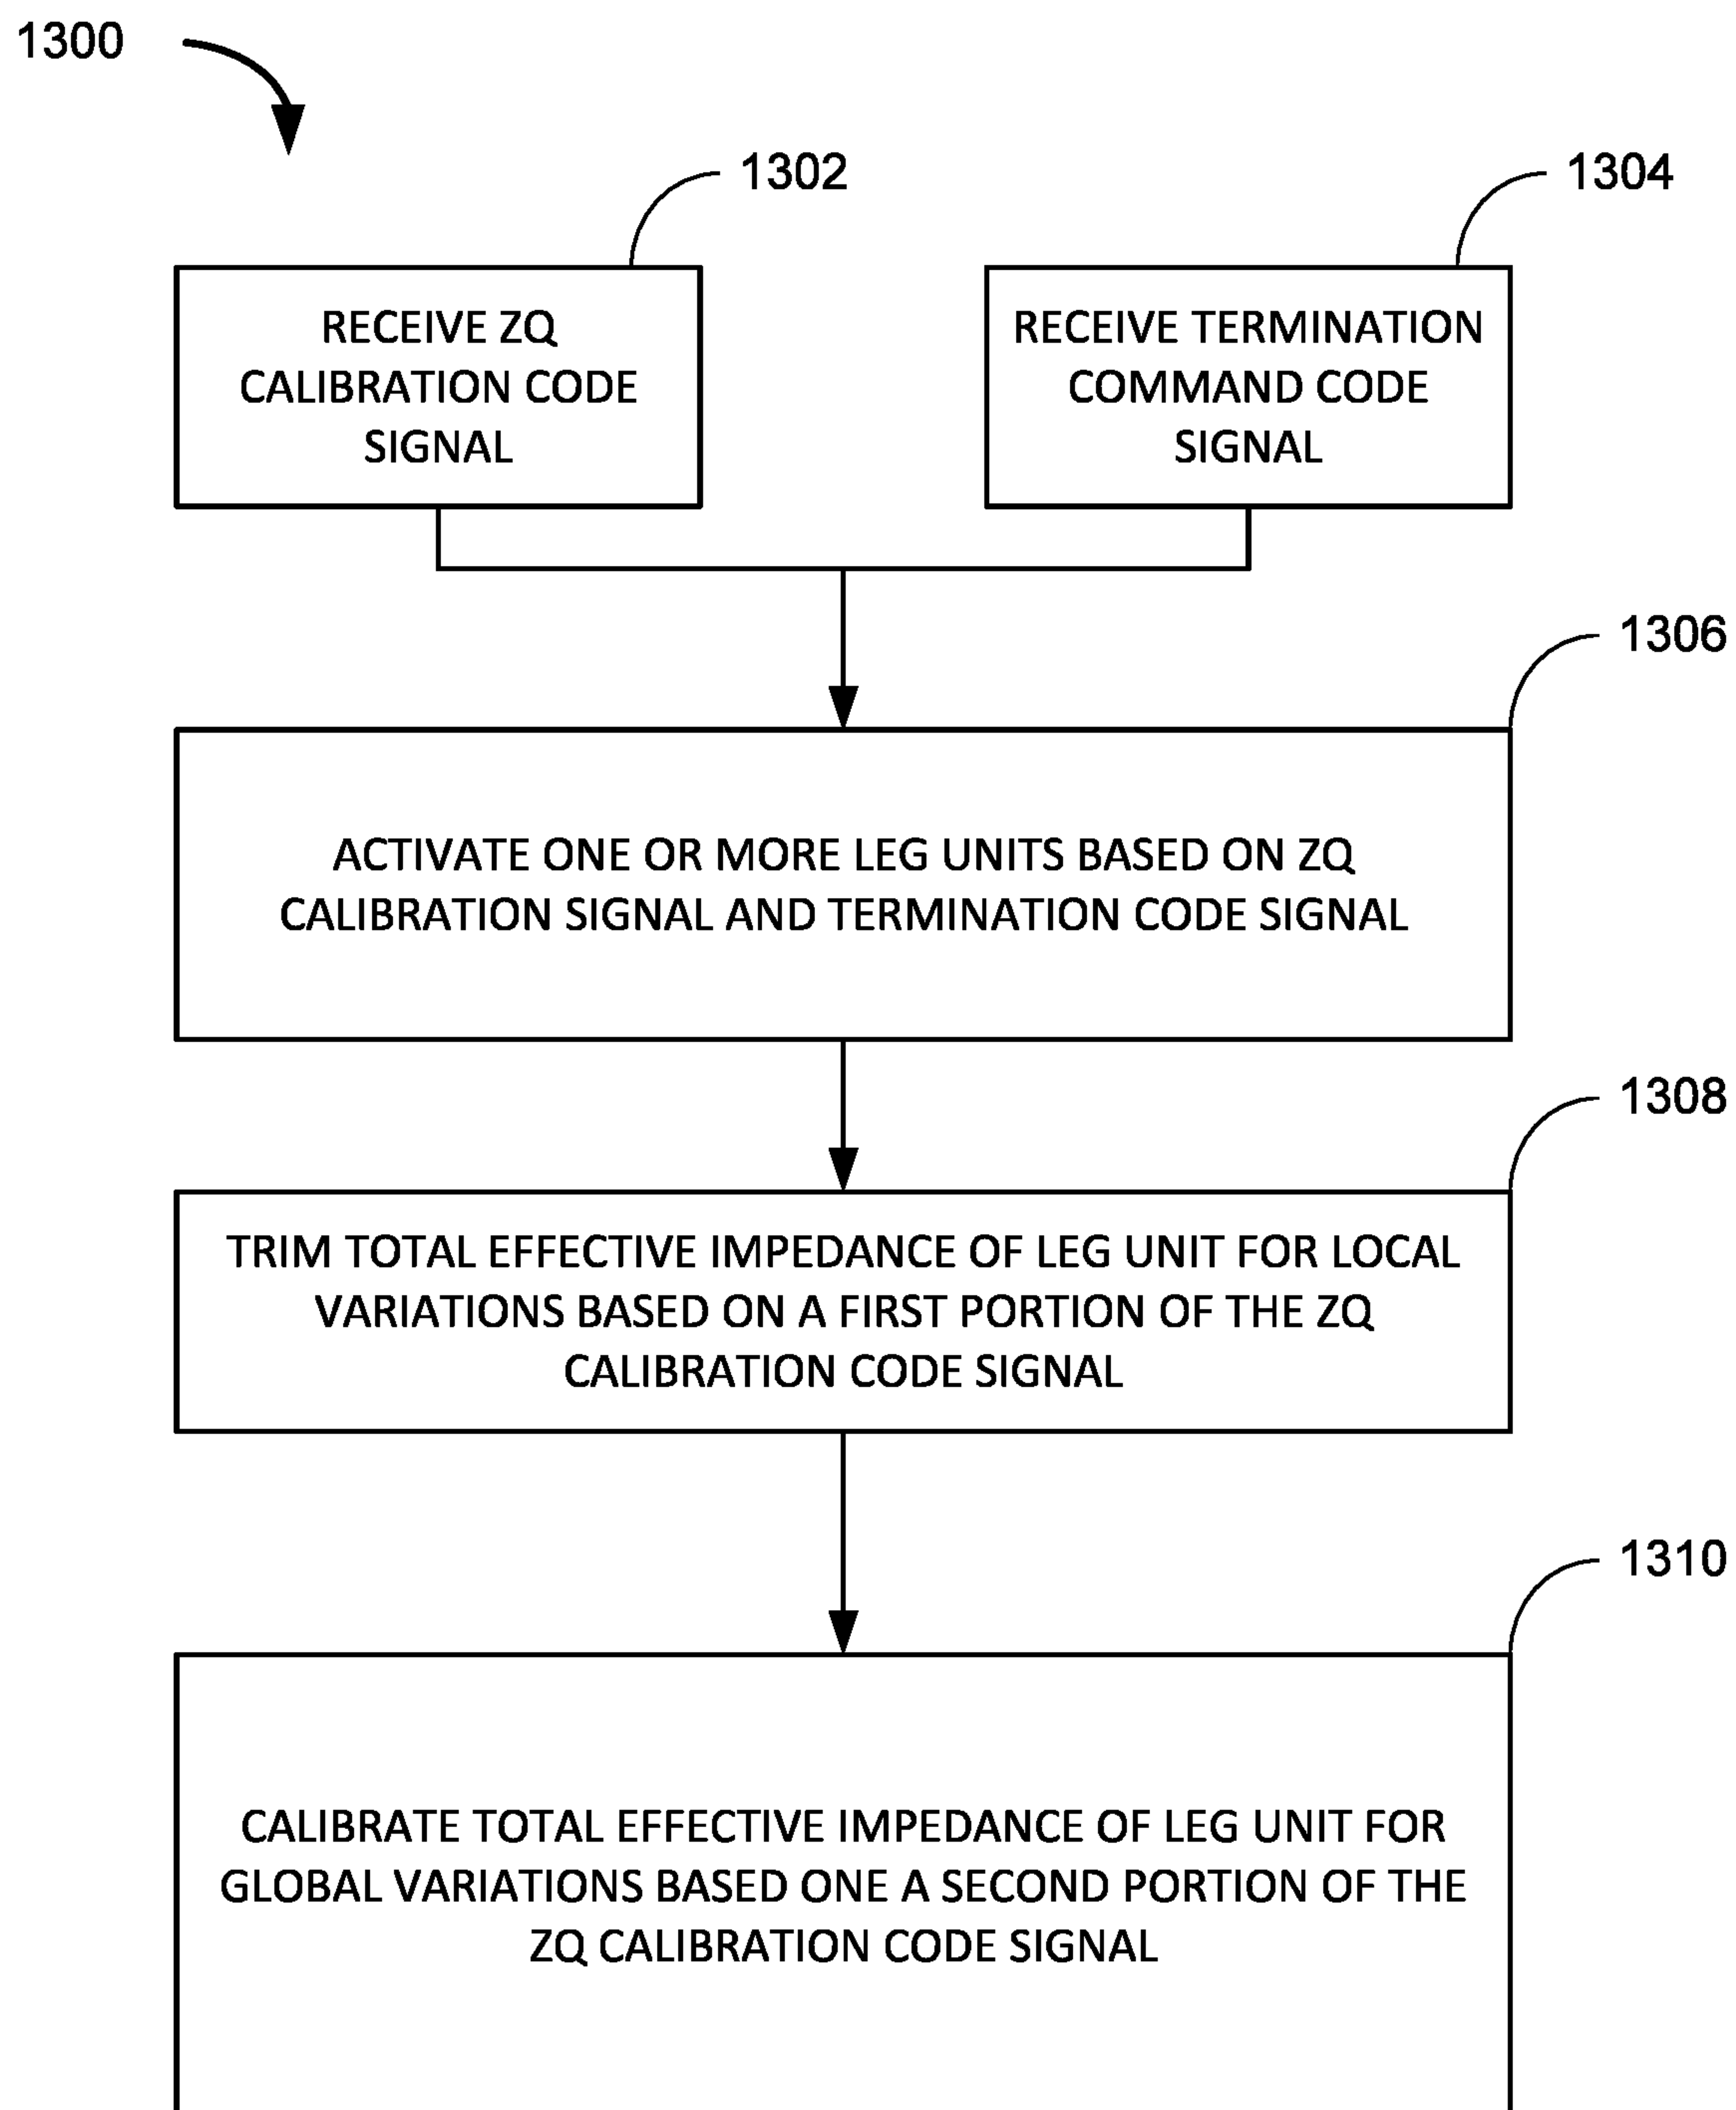 1300
1302
1304
RECEIVE ZQ
CALIBRATION CODE
SIGNAL
RECEIVE TERMINATION
COMMAND CODE
SIGNAL
1306
ACTIVATE ONE OR MORE LEG UNITS BASED ON ZQ
CALIBRATION SIGNAL AND TERMINATION CODE SIGNAL
1308
TRIM TOTAL EFFECTIVE IMPEDANCE OF LEG UNIT FOR LOCAL
VARIATIONS BASED ON A FIRST PORTION OF THE ZQ
CALIBRATION CODE SIGNAL
1310
CALIBRATE TOTAL EFFECTIVE IMPEDANCE OF LEG UNIT FOR
GLOBAL VARIATIONS BASED ONE A SECOND PORTION OF THE
ZQ CALIBRATION CODE SIGNAL